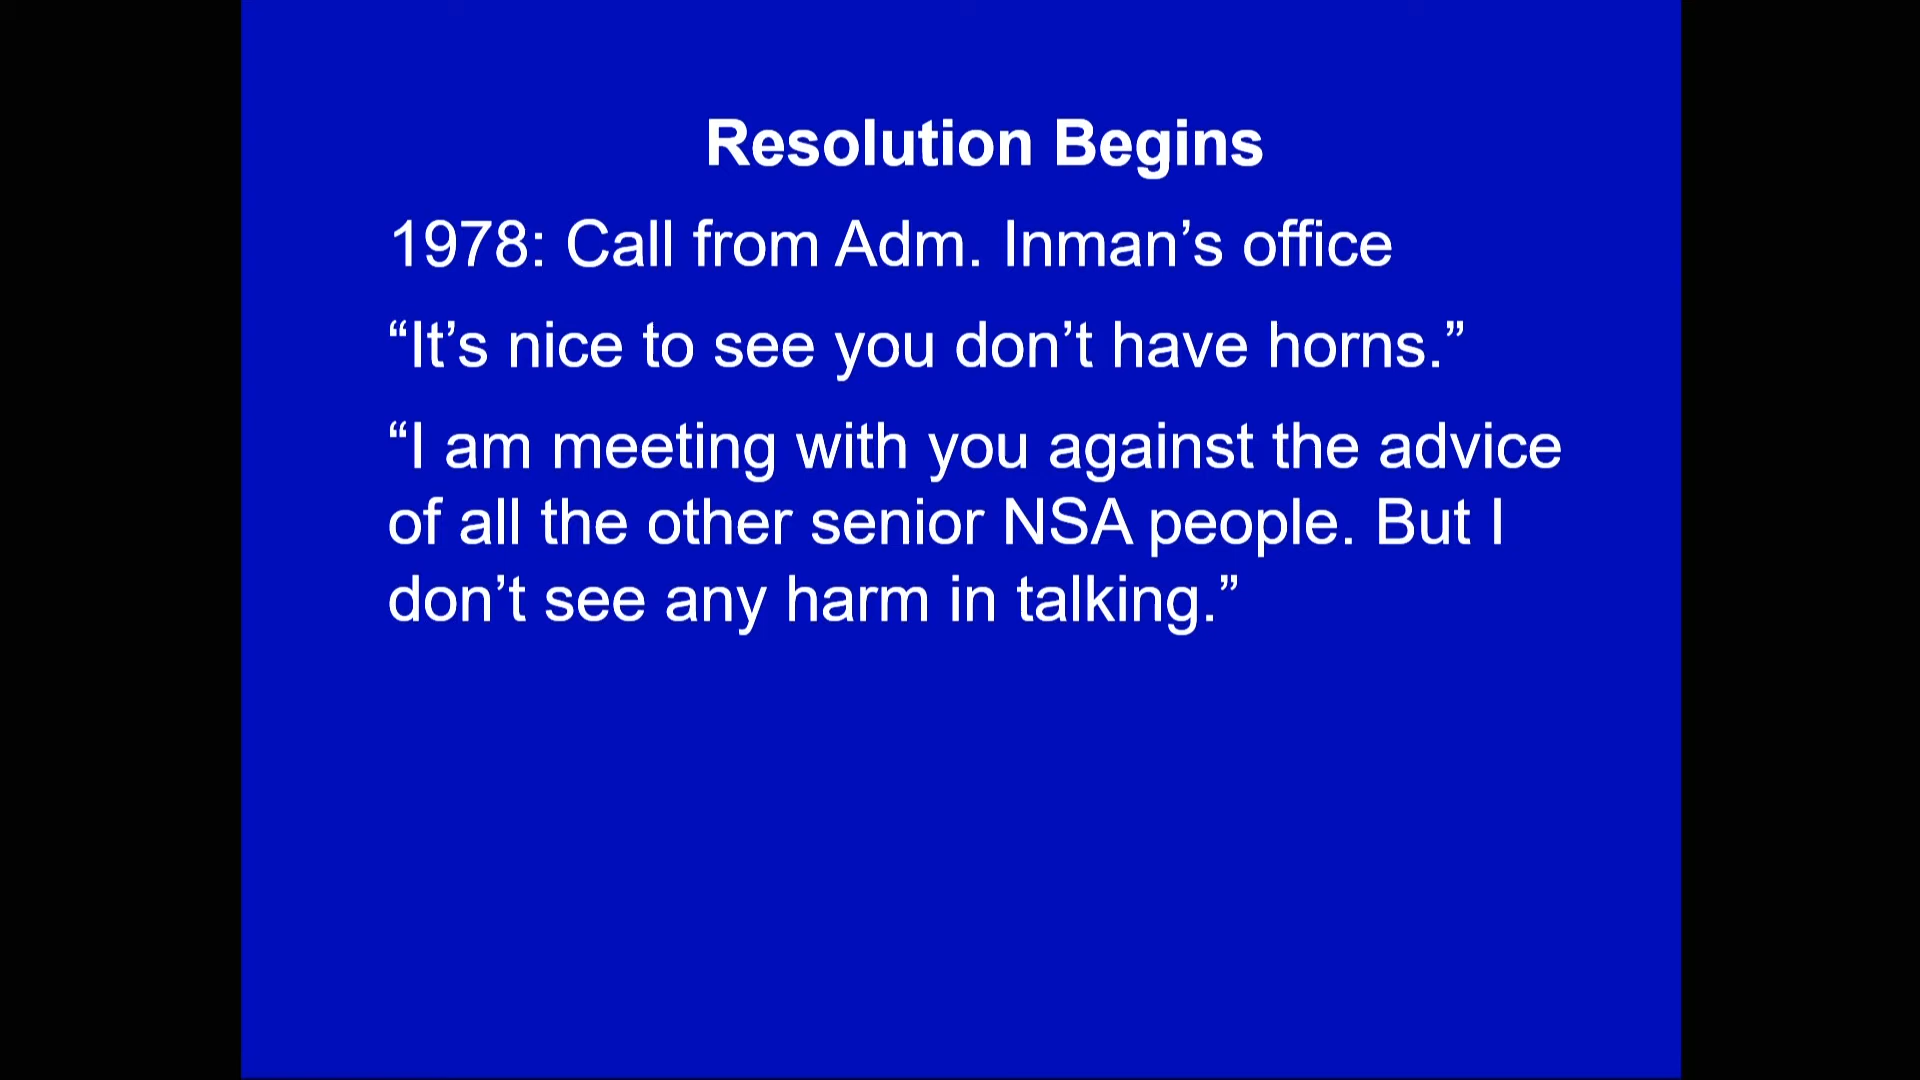 Resolution Begins
1978: Call from Adm. Inman’s office
“It’s nice to see you don’t have horns.”
“I am meeting with you against the advice
of all the other senior NSA people. But I
don’t see any harm in talking.”